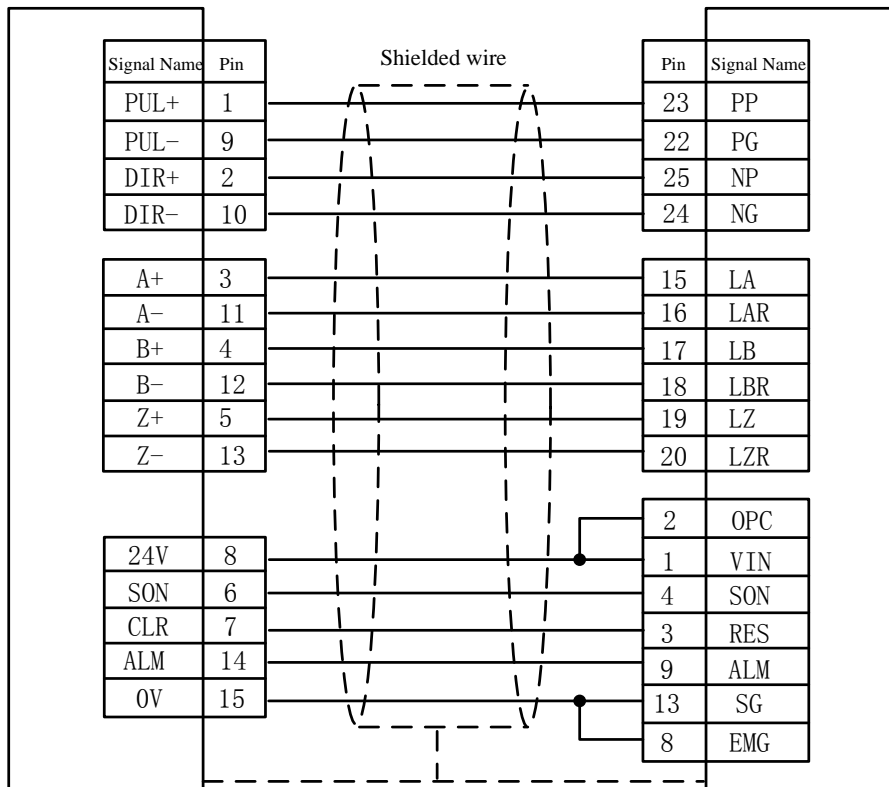 Shielded wire
Signal Name Pin Pin Signal Name
PUL+ 1 23 PP
PUL- 9 22 PG
DIR+ 2 25 NP
DIR- 10 24 NG
A+ 3 15 LA
A- 11 16 LAR
B+ 4 17 LB
B- 12 18 LBR
Z+ 5 19 LZ
Z- 13 20 LZR
2 OPC
24V 8 1 VIN
SON 6 4 SON
CLR 7 3 RES
ALM 14 9 ALM
0V 15 13 SG
8 EMG